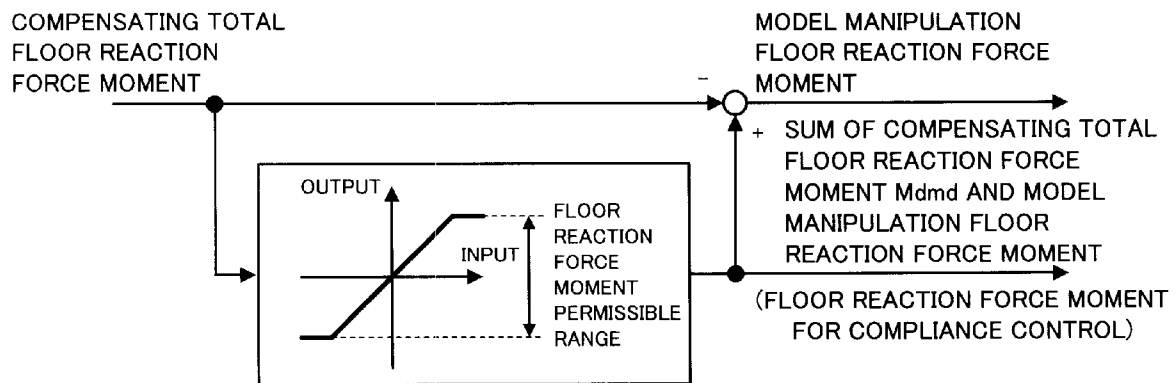 COMPENSATING TOTAL
FLOOR REACTION
FORCE MOMENT
MODEL MANIPULATION
FLOOR REACTION FORCE
MOMENT
-
+ SUM OF COMPENSATING TOTAL
FLOOR REACTION FORCE
MOMENT Mdmd AND MODEL
MANIPULATION FLOOR
REACTION FORCE MOMENT
OUTPUT
INPUT
FLOOR
REACTION
FORCE
MOMENT
PERMISSIBLE
RANGE
(FLOOR REACTION FORCE MOMENT
FOR COMPLIANCE CONTROL)